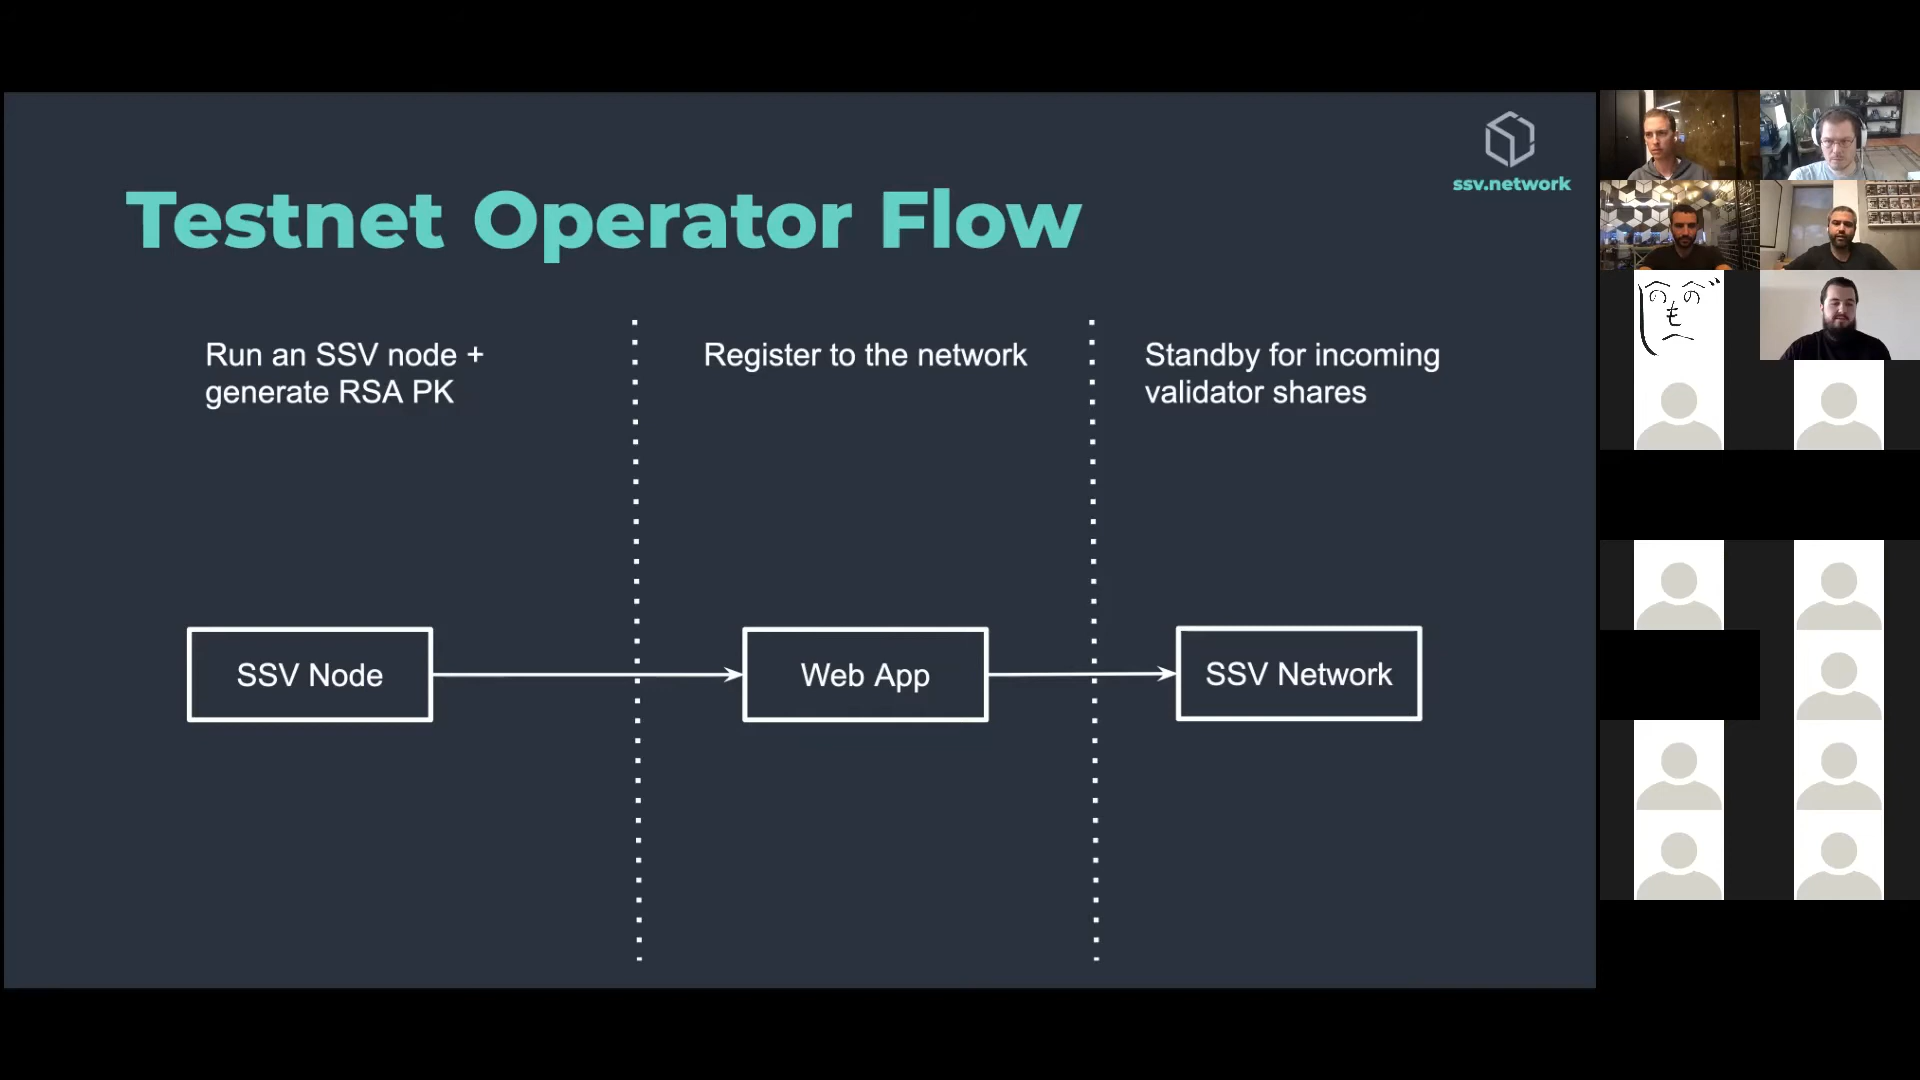 ssv.network
Testnet Operator Flow
Run an SSV node +
generate RSA PK
Register to the network
Standby for incoming
validator shares
SSV Node
Web App
SSV Network